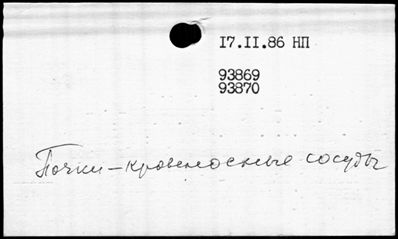 17.II.86 НП
93869
93870
Почки – кровеносные сосуды